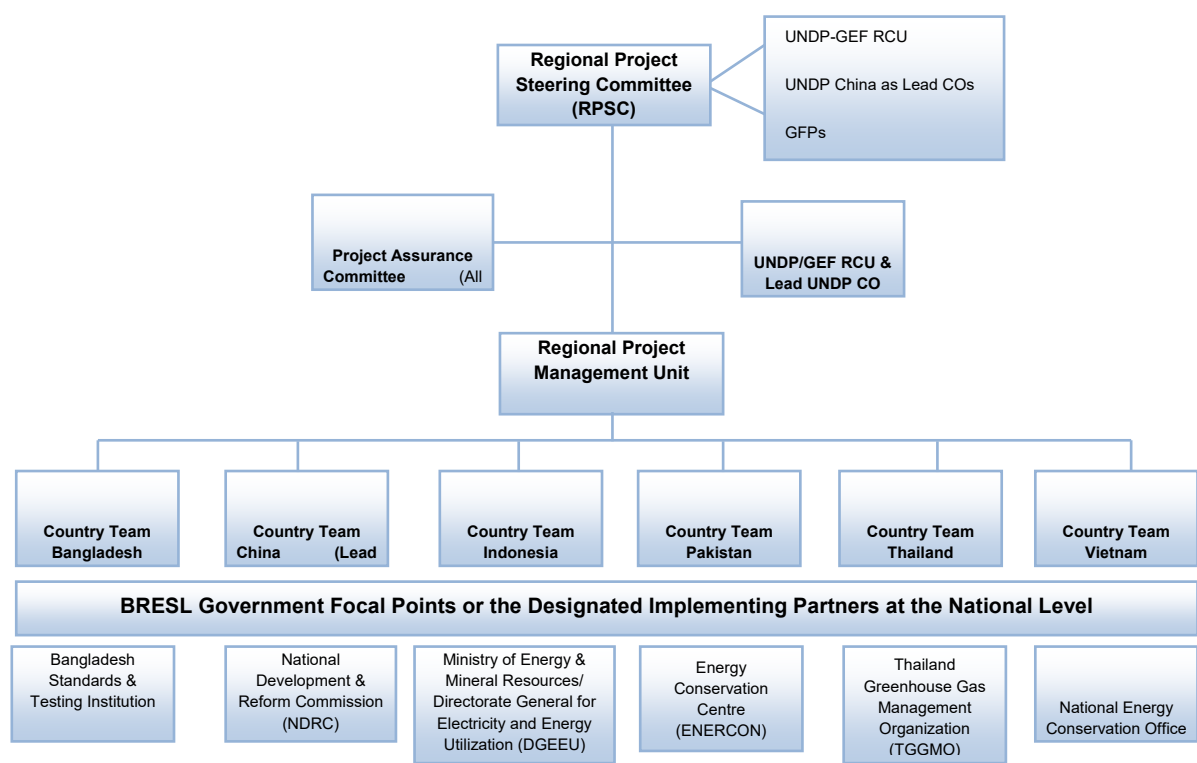 Regional Project
Steering Committee
(RPSC)
UNDP-GEF RCU
UNDP China as Lead COs
GFPs
Project Assurance
Committee (All
UNDP/GEF RCU &
Lead UNDP CO
Regional Project
Management Unit
Country Team
Bangladesh
Country Team
China (Lead
Country Team
Indonesia
Country Team
Pakistan
Country Team
Thailand
Country Team
Vietnam
BRESL Government Focal Points or the Designated Implementing Partners at the National Level
Bangladesh
Standards &
Testing Institution
National
Development &
Reform Commission
(NDRC)
Ministry of Energy &
Mineral Resources/
Directorate General for
Electricity and Energy
Utilization (DGEEU)
Energy
Conservation
Centre
(ENERCON)
Thailand
Greenhouse Gas
Management
Organization
(TGGMO)
National Energy
Conservation Office